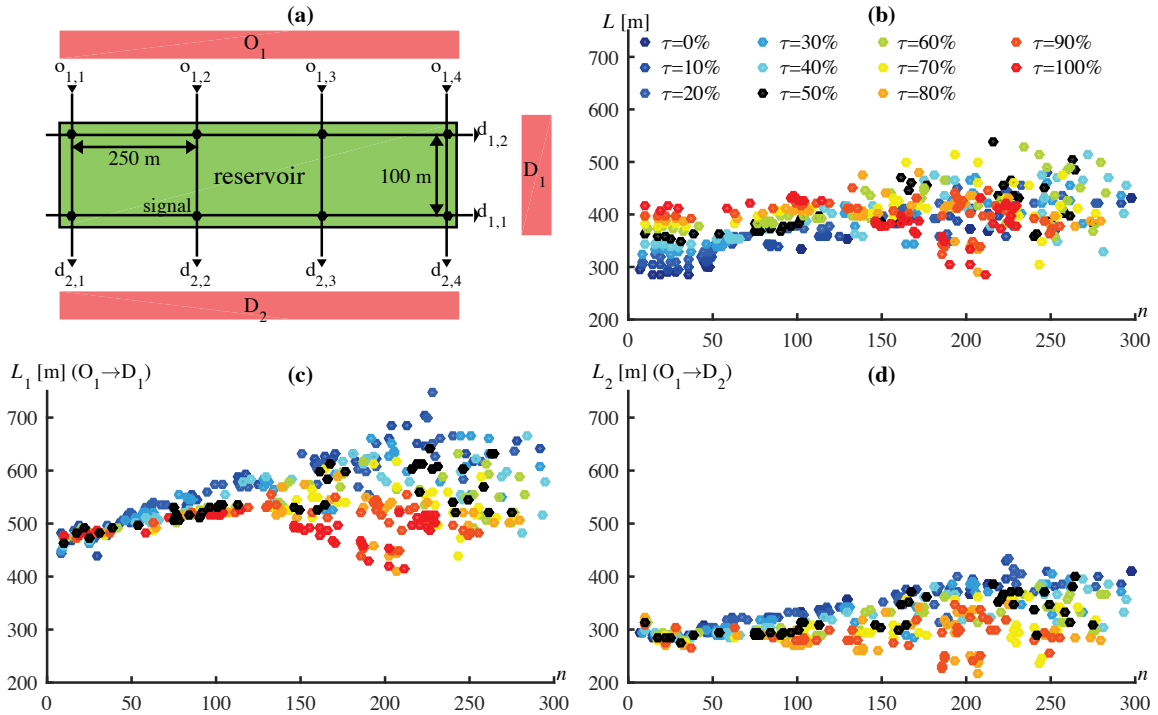 (a)
O1
o1,1 o1,2 o1,3 o1,4
d1,2
250 m
reservoir
100 m
D1
signal
d1,1
d2,1 d2,2 d2,3 d2,4
D2
L [m]
(b)
700
τ=0% τ=30% τ=60% τ=90%
τ=10% τ=40% τ=70% τ=100%
τ=20% τ=50% τ=80%
600
500
400
300
200
n
0 50 100 150 200 250 300
L1 [m] (O1→D1)
(c)
700
600
500
400
300
200
n
0 50 100 150 200 250 300
L2 [m] (O1→D2)
(d)
700
600
500
400
300
200
n
0 50 100 150 200 250 300